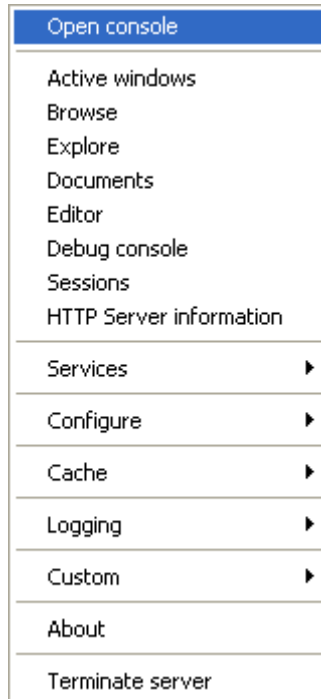 Open console
Active windows
Browse
Explore
Documents
Editor
Debug console
Sessions
HTTP Server information
Services
Configure
Cache
Logging
Custom
About
Terminate server